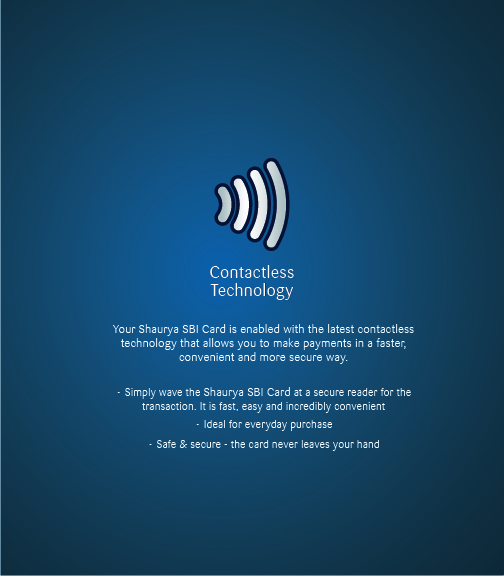 Contactless
Technology
Your Shaurya SBI Card is enabled with the latest contactless
technology that allows you to make payments in a faster,
convenient and more secure way.
- Simply wave the Shaurya SBI Card at a secure reader for the
transaction. It is fast, easy and incredibly convenient
- Ideal for everyday purchase
- Safe & secure - the card never leaves your hand